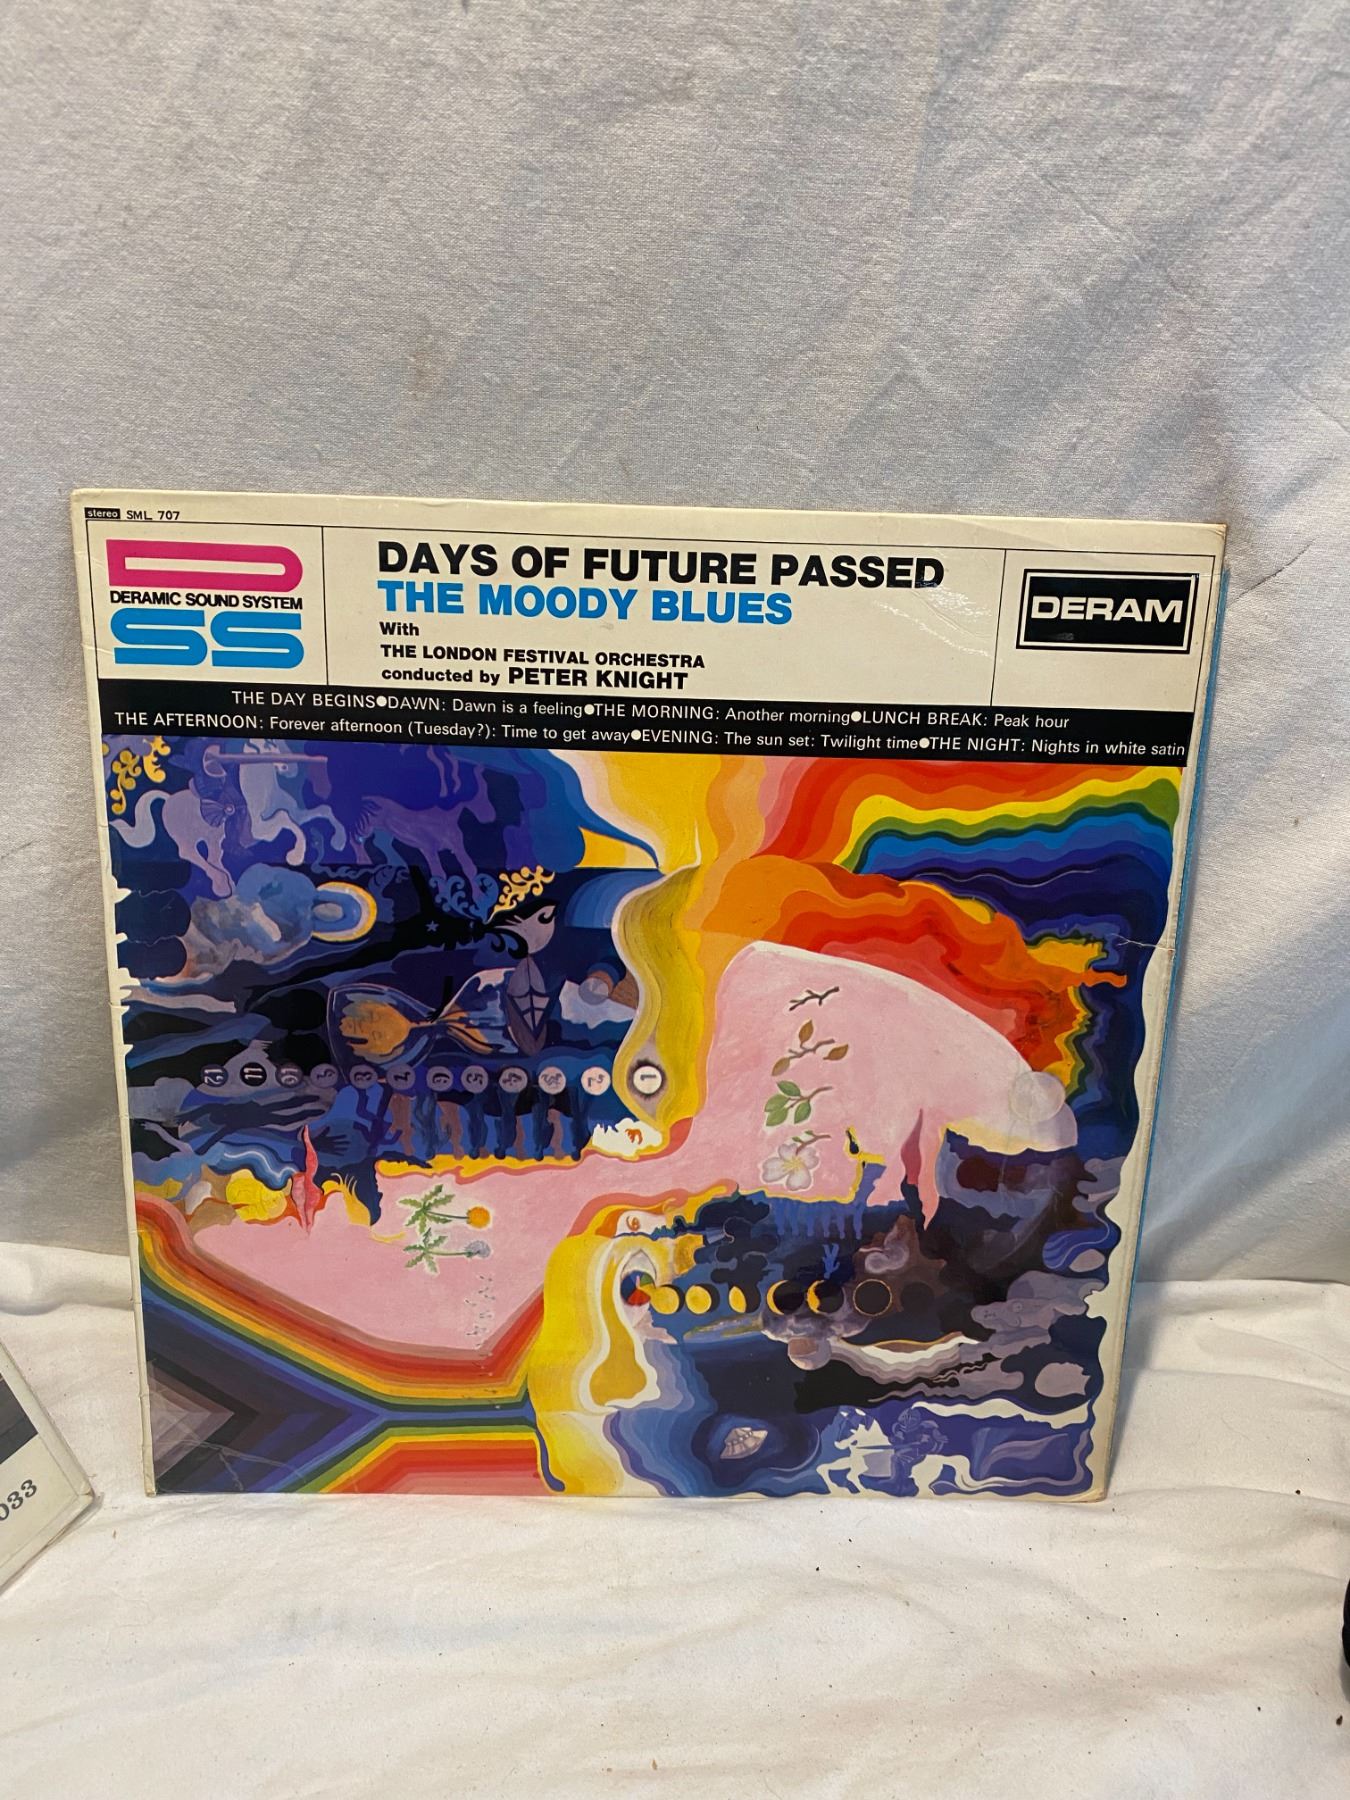 stereo SML 707
DERAMIC SOUND SYSTEM
DSS
DAYS OF FUTURE PASSED
THE MOODY BLUES
With
THE LONDON FESTIVAL ORCHESTRA
conducted by PETER KNIGHT
DERAM
THE DAY BEGINS●DAWN: Dawn is a feeling●THE MORNING: Another morning●LUNCH BREAK: Peak hour
THE AFTERNOON: Forever afternoon (Tuesday?): Time to get away●EVENING: The sun set: Twilight time●THE NIGHT: Nights in white satin
033